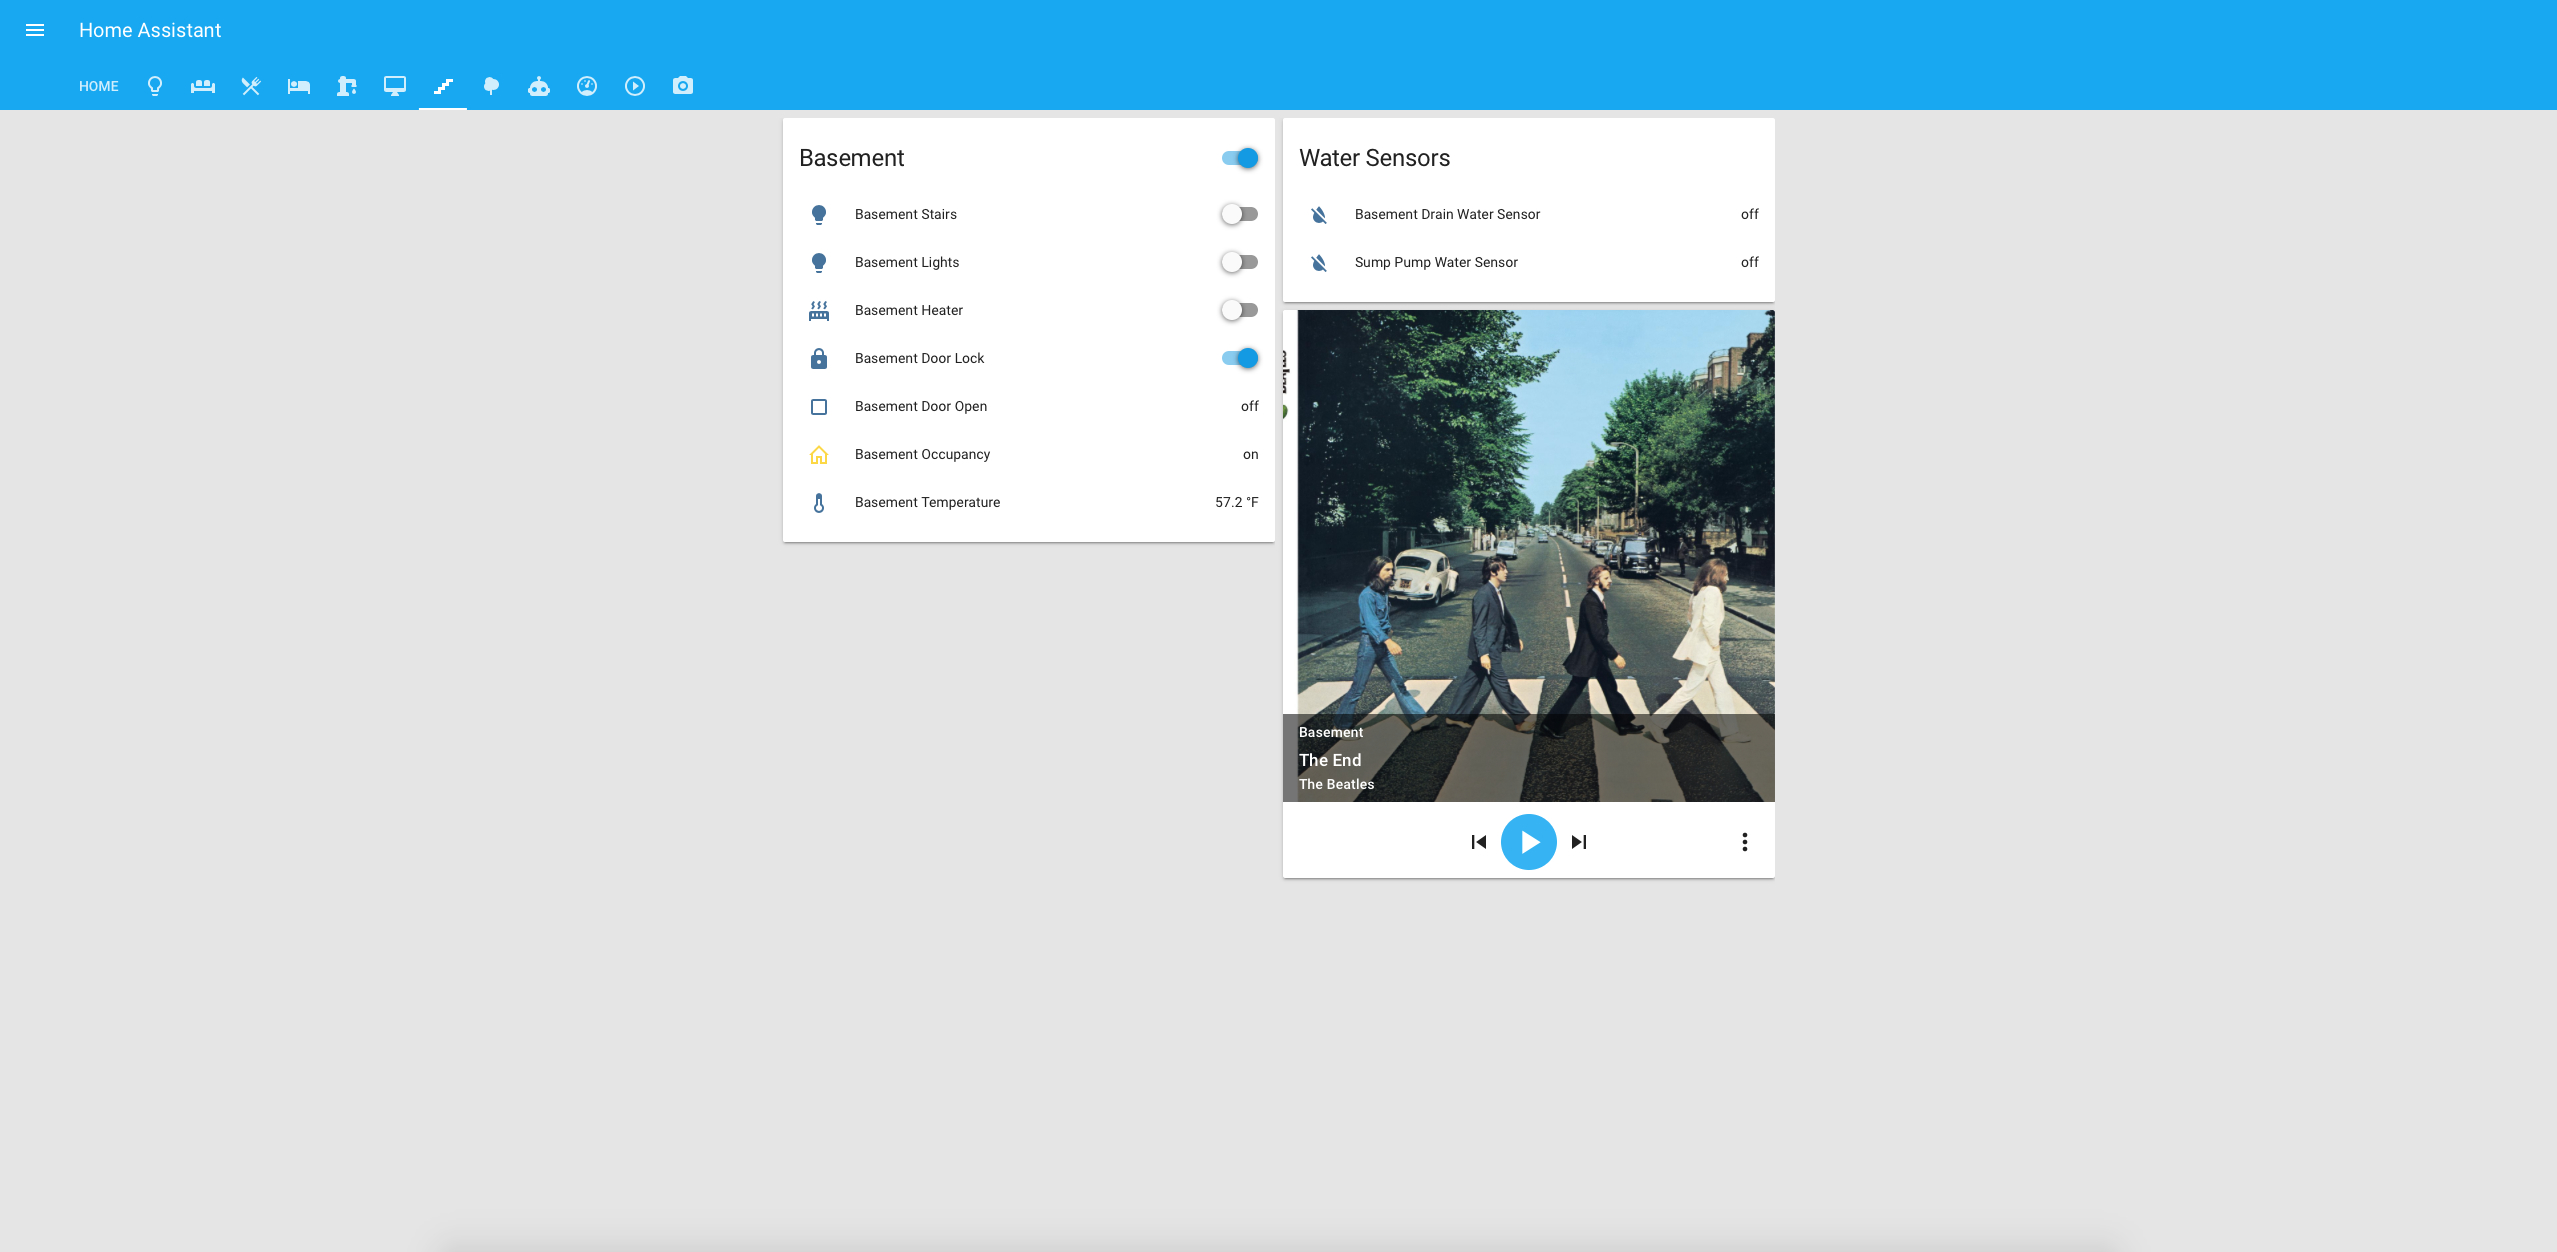 Home Assistant
HOME
Basement
Basement Stairs
Basement Lights
Basement Heater
Basement Door Lock
Basement Door Open off
Basement Occupancy on
Basement Temperature 57.2 °F
Water Sensors
Basement Drain Water Sensor off
Sump Pump Water Sensor off
Basement
The End
The Beatles